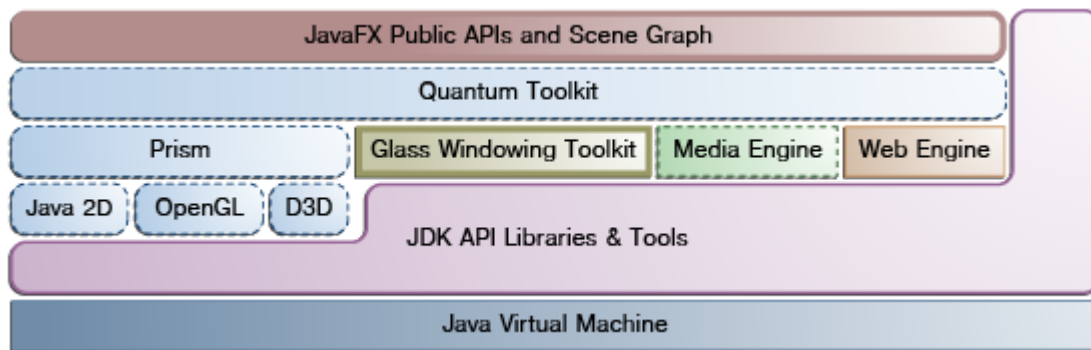 JavaFX Public APIs and Scene Graph
Quantum Toolkit
Prism
Glass Windowing Toolkit
Media Engine
Web Engine
Java 2D
OpenGL
D3D
JDK API Libraries & Tools
Java Virtual Machine